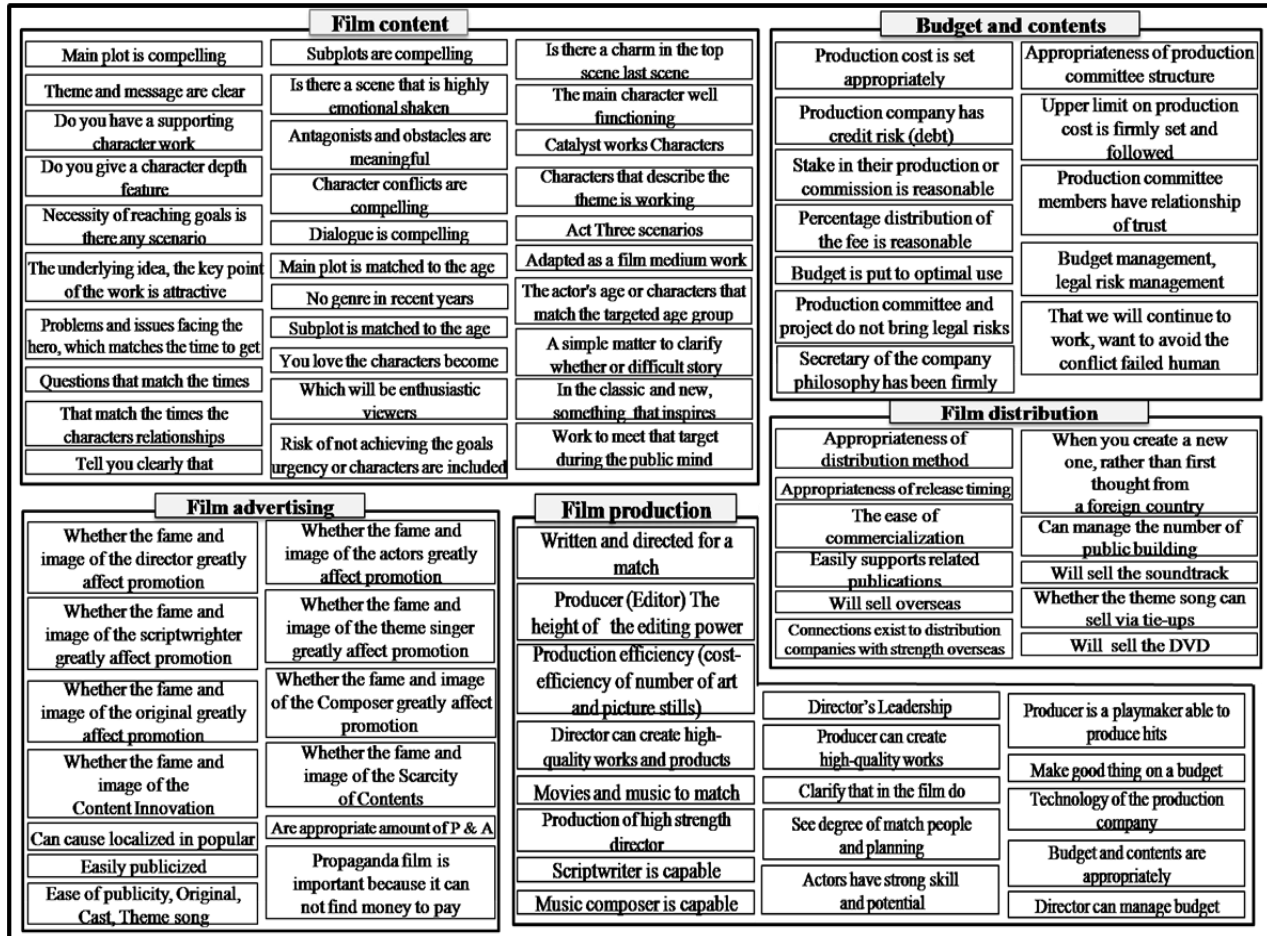 Film content
Main plot is compelling
Theme and message are clear
Do you have a supporting
character work
Do you give a character depth
feature
Necessity of reaching goals is
there any scenario
The underlying idea, the key point
of the work is attractive
Problems and issues facing the
hero, which matches the time to get
Questions that match the times
That match the times the
characters relationships
Tell you clearly that
Subplots are compelling
Is there a scene that is highly
emotional shaken
Antagonists and obstacles are
meaningful
Character conflicts are
compelling
Dialogue is compelling
Main plot is matched to the age
No genre in recent years
Subplot is matched to the age
You love the characters become
Which will be enthusiastic
viewers
Risk of not achieving the goals
urgency or characters are included
Is there a charm in the top
scene last scene
The main character well
functioning
Catalyst works Characters
Characters that describe the
theme is working
Act Three scenarios
Adapted as a film medium work
The actor's age or characters that
match the targeted age group
A simple matter to clarify
whether or difficult story
In the classic and new,
something that inspires
Work to meet that target
during the public mind
Budget and contents
Production cost is set
appropriately
Production company has
credit risk (debt)
Stake in their production or
commission is reasonable
Percentage distribution of
the fee is reasonable
Budget is put to optimal use
Production committee and
project do not bring legal risks
Secretary of the company
philosophy has been firmly
Appropriateness of production
committee structure
Upper limit on production
cost is firmly set and
followed
Production committee
members have relationship
of trust
Budget management,
legal risk management
That we will continue to
work, want to avoid the
conflict failed human
Film distribution
Appropriateness of
distribution method
Appropriateness of release timing
The ease of
commercialization
Easily supports related
publications
Will sell overseas
Connections exist to distribution
companies with strength overseas
When you create a new
one, rather than first
thought from
a foreign country
Can manage the number of
public building
Will sell the soundtrack
Whether the theme song can
sell via tie-ups
Will sell the DVD
Film advertising
Whether the fame and
image of the director greatly
affect promotion
Whether the fame and
image of the scriptwrighter
greatly affect promotion
Whether the fame and
image of the original greatly
affect promotion
Whether the fame and
image of the
Content Innovation
Can cause localized in popular
Easily publicized
Ease of publicity, Original,
Cast, Theme song
Whether the fame and
image of the actors greatly
affect promotion
Whether the fame and
image of the theme singer
greatly affect promotion
Whether the fame and image
of the Composer greatly affect
promotion
Whether the fame and
image of the Scarcity
of Contents
Are appropriate amount of P & A
Propaganda film is
important because it can
not find money to pay
Film production
Written and directed for a
match
Producer (Editor) The
height of the editing power
Production efficiency (cost-
efficiency of number of art
and picture stills)
Director can create high-
quality works and products
Movies and music to match
Production of high strength
director
Scriptwriter is capable
Music composer is capable
Director's Leadership
Producer can create
high-quality works
Clarify that in the film do
See degree of match people
and planning
Actors have strong skill
and potential
Producer is a playmaker able to
produce hits
Make good thing on a budget
Technology of the production
company
Budget and contents are
appropriately
Director can manage budget